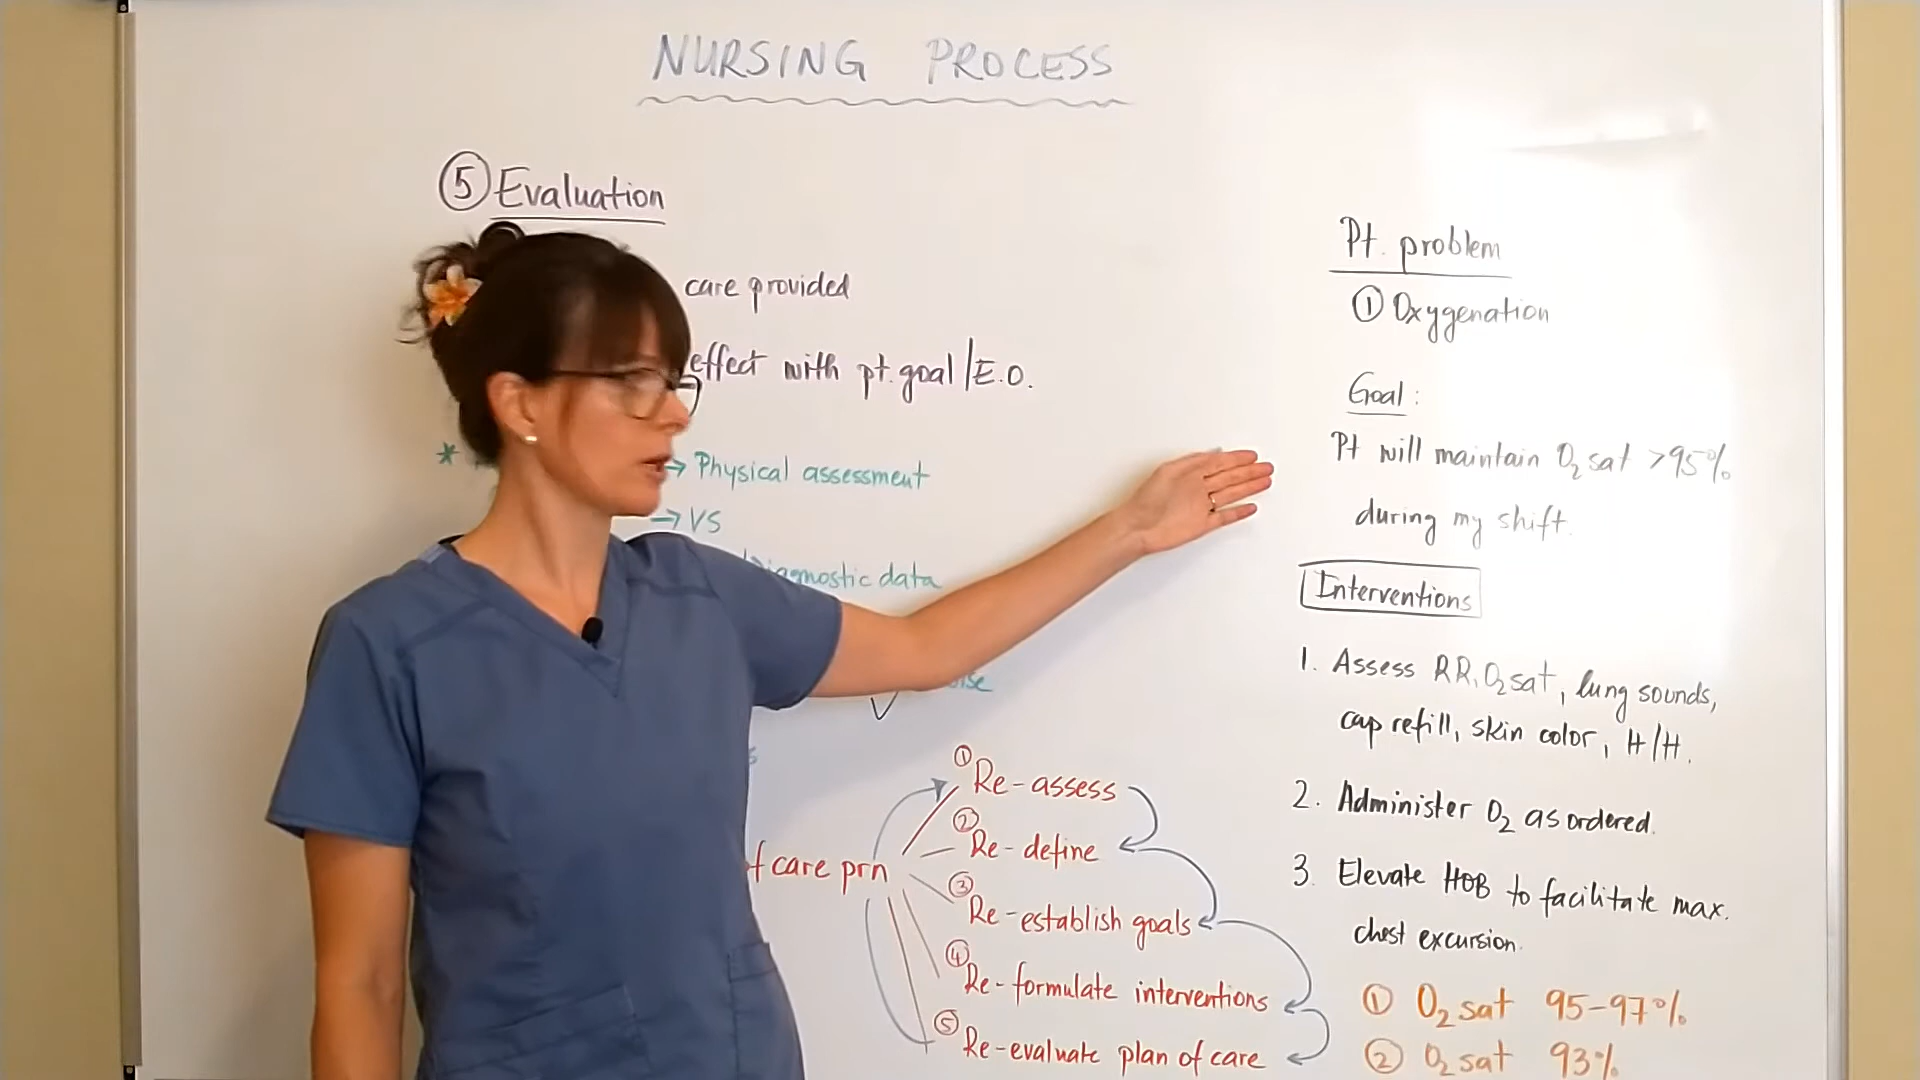 NURSING PROCESS
⑤ Evaluation
care provided
effect with pt. goal/E.O.
*
→ Physical assessment
→ VS
Diagnostic data
① Re-assess
② Re-define
of care prn
③ Re-establish goals
④ Re-formulate interventions
⑤ Re-evaluate plan of care
Pt. problem
① Oxygenation
Goal:
Pt will maintain O₂ sat >95%
during my shift.
Interventions
1. Assess RR, O₂ sat, lung sounds,
cap refill, skin color, H/H.
2. Administer O₂ as ordered.
3. Elevate HOB to facilitate max.
chest excursion.
① O₂ sat 95-97%
② O₂ sat 93%